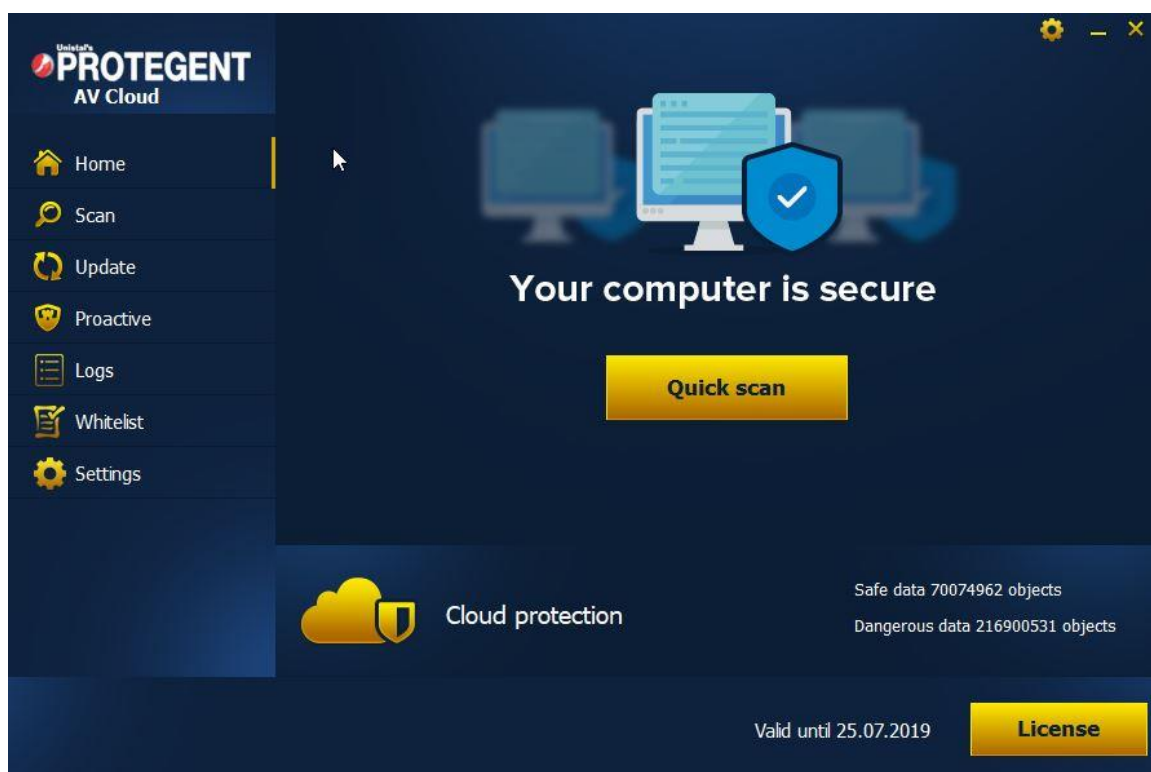 Unistal's
PROTEGENT
AV Cloud
Home
Scan
Update
Proactive
Logs
Whitelist
Settings
Your computer is secure
Quick scan
Cloud protection
Safe data 70074962 objects
Dangerous data 216900531 objects
Valid until 25.07.2019
License